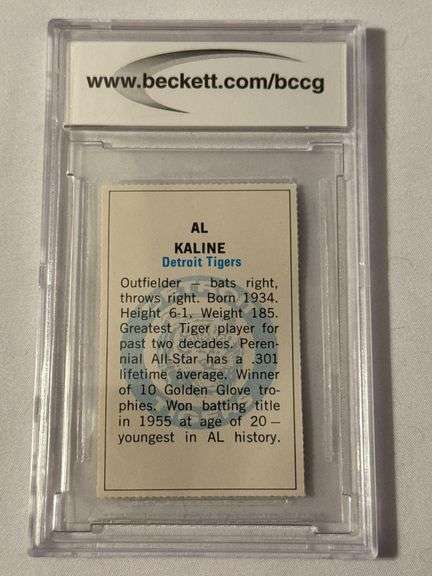 www.beckett.com/bccg
AL
KALINE
Detroit Tigers
Outfielder – bats right,
throws right. Born 1934.
Height 6-1, Weight 185.
Greatest Tiger player for
past two decades. Peren-
nial All-Star has a .301
lifetime average. Winner
of 10 Golden Glove tro-
phies. Won batting title
in 1955 at age of 20 —
youngest in AL history.